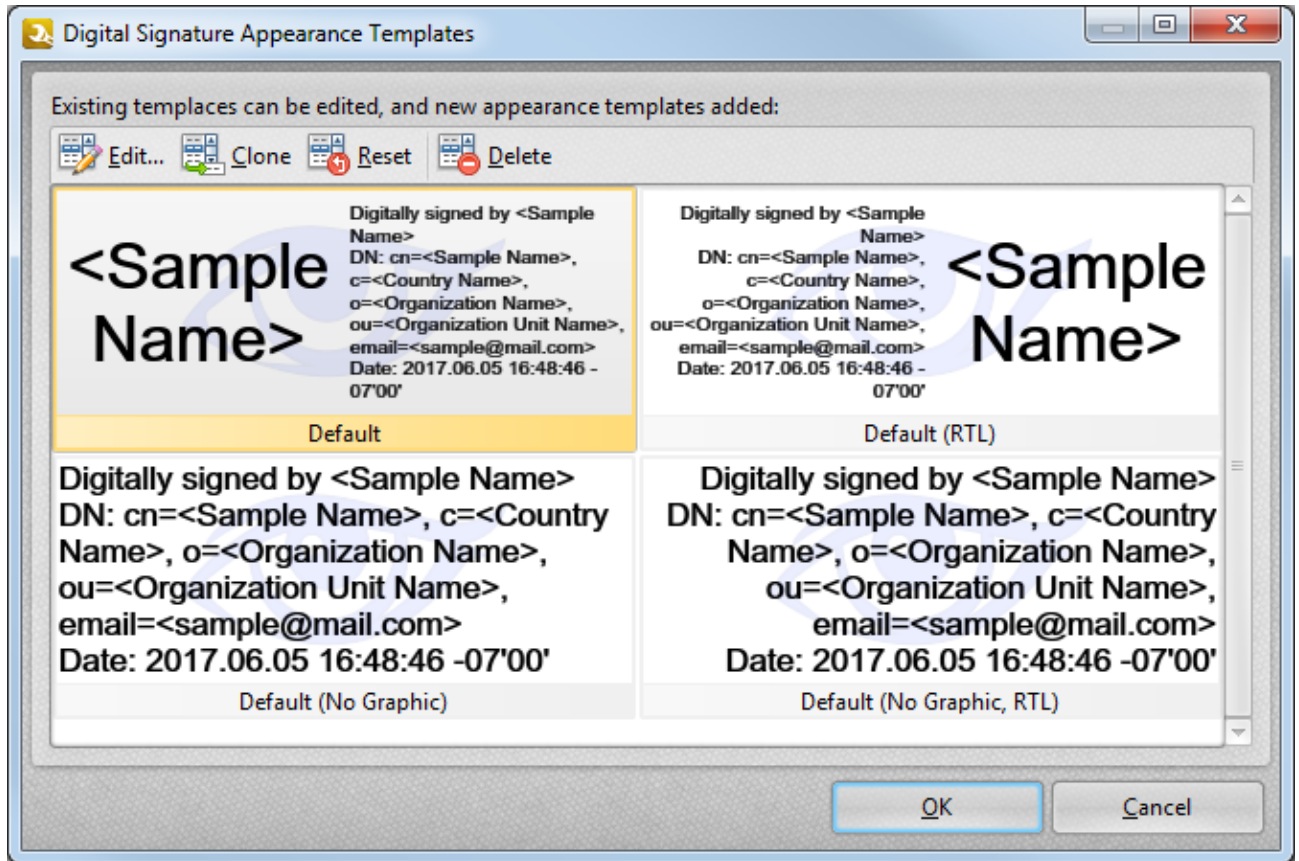 Digital Signature Appearance Templates
Existing templaces can be edited, and new appearance templates added:
Edit... Clone Reset Delete
<Sample
Name>
Digitally signed by <Sample
Name>
DN: cn=<Sample Name>,
c=<Country Name>,
o=<Organization Name>,
ou=<Organization Unit Name>,
email=<sample@mail.com>
Date: 2017.06.05 16:48:46 -
07'00'
Default
Digitally signed by <Sample
Name>
DN: cn=<Sample Name>,
c=<Country Name>,
o=<Organization Name>,
ou=<Organization Unit Name>,
email=<sample@mail.com>
Date: 2017.06.05 16:48:46 -
07'00'
<Sample
Name>
Default (RTL)
Digitally signed by <Sample Name>
DN: cn=<Sample Name>, c=<Country
Name>, o=<Organization Name>,
ou=<Organization Unit Name>,
email=<sample@mail.com>
Date: 2017.06.05 16:48:46 -07'00'
Default (No Graphic)
Digitally signed by <Sample Name>
DN: cn=<Sample Name>, c=<Country
Name>, o=<Organization Name>,
ou=<Organization Unit Name>,
email=<sample@mail.com>
Date: 2017.06.05 16:48:46 -07'00'
Default (No Graphic, RTL)
OK Cancel